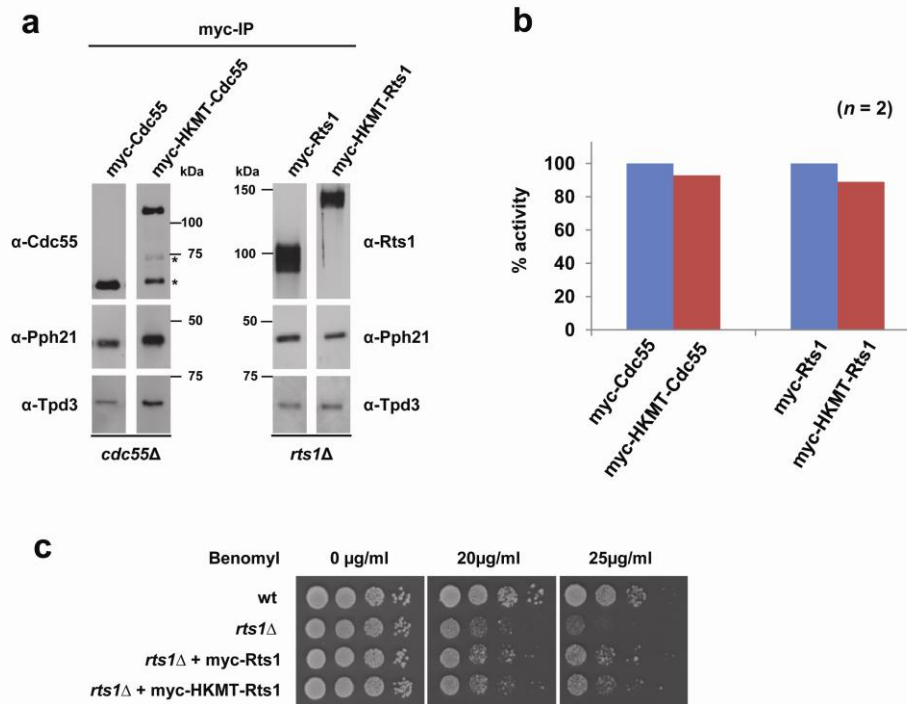 a
myc-IP
myc-Cdc55
myc-HKMT-Cdc55
kDa
100
75
*
*
50
75
α-Cdc55
α-Pph21
α-Tpd3
cdc55Δ
myc-Rts1
myc-HKMT-Rts1
kDa
150
100
50
75
α-Rts1
α-Pph21
α-Tpd3
rts1Δ
b
(n = 2)
% activity
100
80
60
40
20
0
myc-Cdc55
myc-HKMT-Cdc55
myc-Rts1
myc-HKMT-Rts1
c
Benomyl 0 µg/ml 20µg/ml 25µg/ml
wt
rts1Δ
rts1Δ + myc-Rts1
rts1Δ + myc-HKMT-Rts1